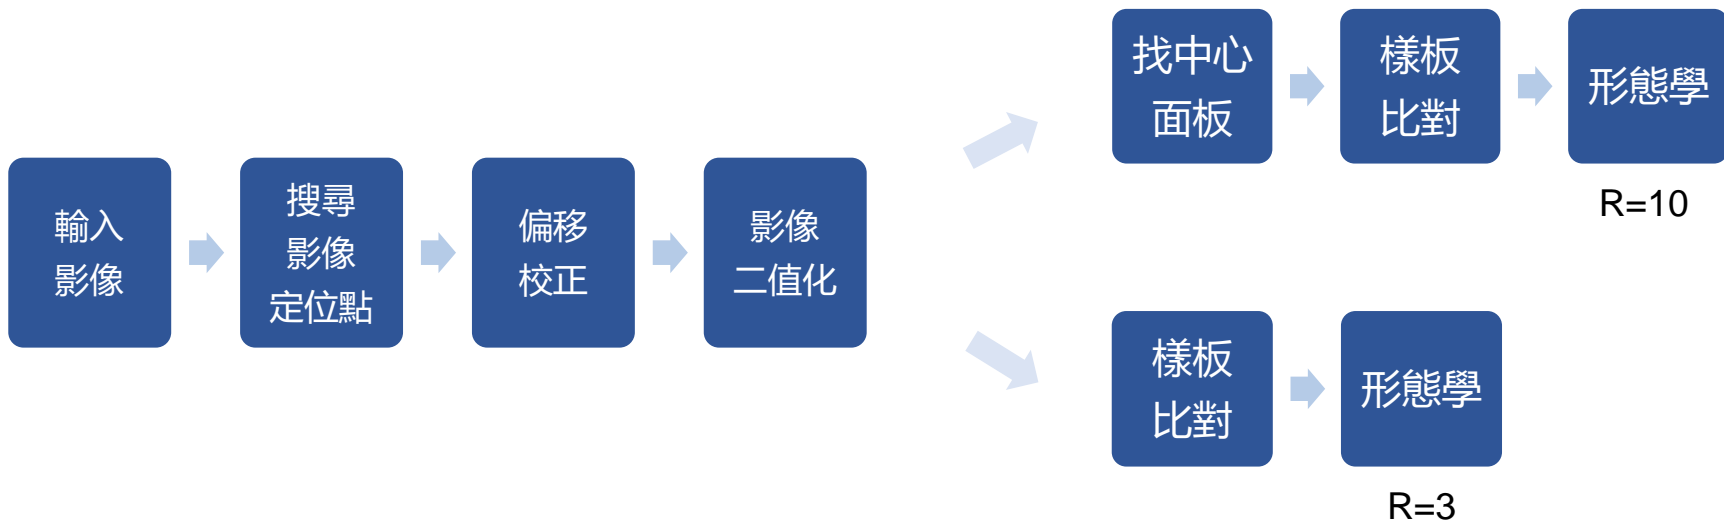 輸入
影像
搜尋
影像
定位點
偏移
校正
影像
二值化
找中心
面板
樣板
比對
形態學
R=10
樣板
比對
形態學
R=3